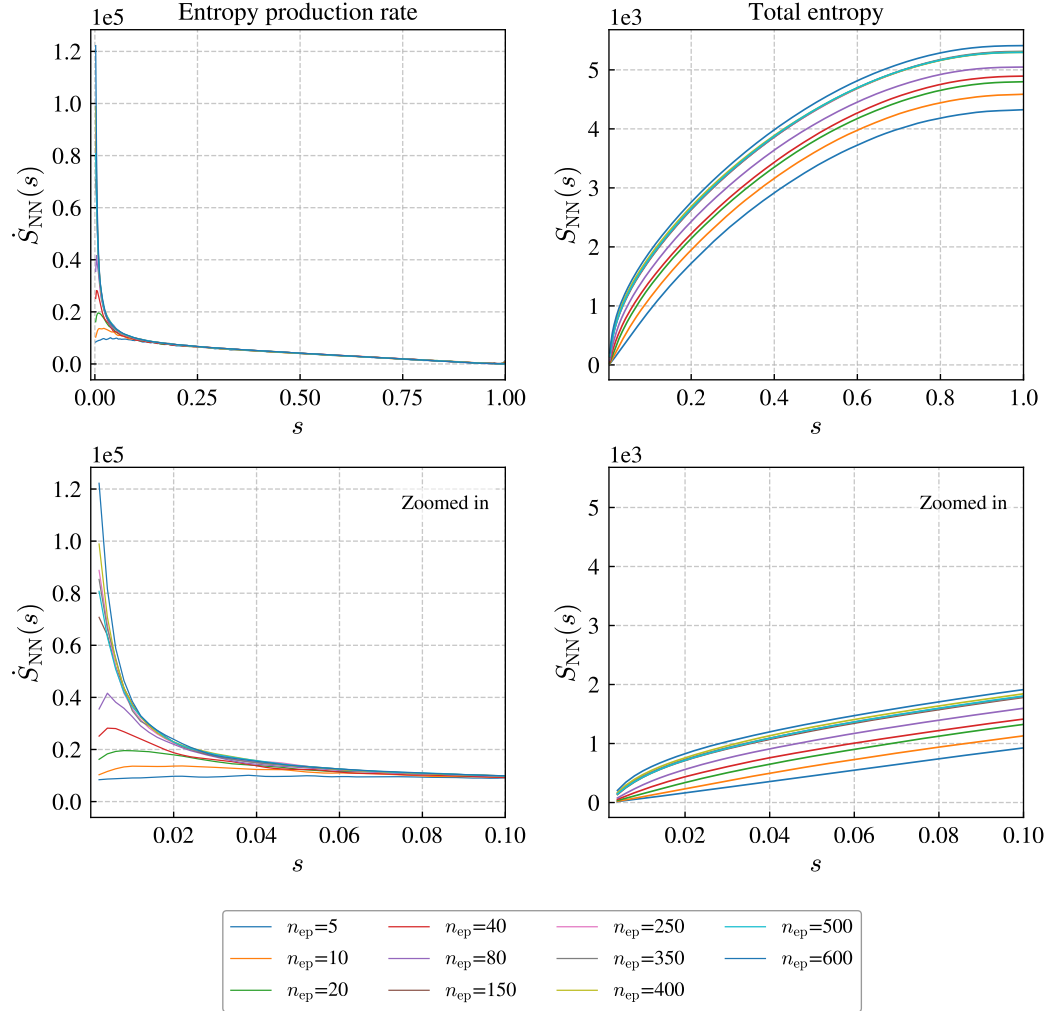 Entropy production rate
1e5
1.2
1.0
0.8
0.6
0.4
0.2
0.0
Ṡ_NN(s)
0.00 0.25 0.50 0.75 1.00
s
Total entropy
1e3
5
4
3
2
1
0
S_NN(s)
0.2 0.4 0.6 0.8 1.0
s
1e5
Zoomed in
1.2
1.0
0.8
0.6
0.4
0.2
0.0
Ṡ_NN(s)
0.02 0.04 0.06 0.08 0.10
s
1e3
Zoomed in
5
4
3
2
1
0
S_NN(s)
0.02 0.04 0.06 0.08 0.10
s
n_ep=5 n_ep=40 n_ep=250 n_ep=500
n_ep=10 n_ep=80 n_ep=350 n_ep=600
n_ep=20 n_ep=150 n_ep=400